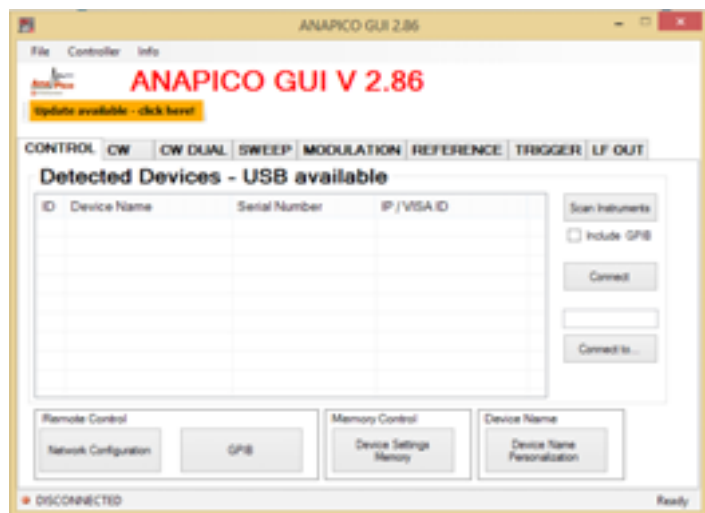 ANAPICO GUI 2.86
File Controller Info
AnaPico
ANAPICO GUI V 2.86
Update available - click here!
CONTROL CW CW DUAL SWEEP MODULATION REFERENCE TRIGGER LF OUT
Detected Devices - USB available
ID Device Name Serial Number IP / VISA ID
Scan Instruments
Include GPIB
Connect
Connect to...
Remote Control Memory Control Device Name
Network Configuration GPIB Device Settings Memory Device Name Personalization
DISCONNECTED Ready